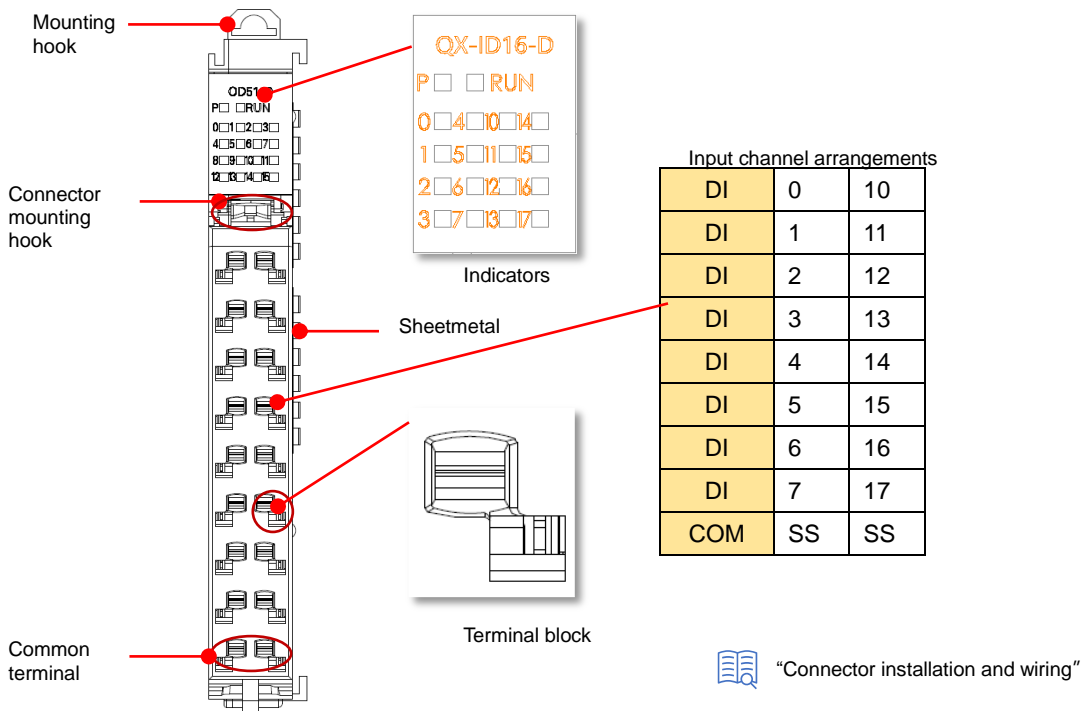 Mounting
hook
QX-ID16-D
P RUN
0 4 10 14
1 5 11 15
2 6 12 16
3 7 13 17
Indicators
P RUN
0 1 2 3
4 5 6 7
8 9 10 11
12 13 14 15
Connector
mounting
hook
Sheetmetal
Input channel arrangements
DI 0 10
DI 1 11
DI 2 12
DI 3 13
DI 4 14
DI 5 15
DI 6 16
DI 7 17
COM SS SS
Terminal block
Common
terminal
“Connector installation and wiring”